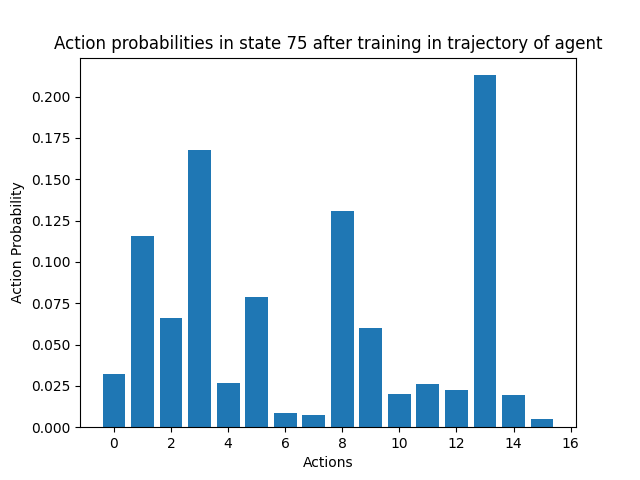 Action probabilities in state 75 after training in trajectory of agent
0.200
0.175
0.150
0.125
0.100
0.075
0.050
0.025
0.000
Action Probability
0 2 4 6 8 10 12 14 16
Actions